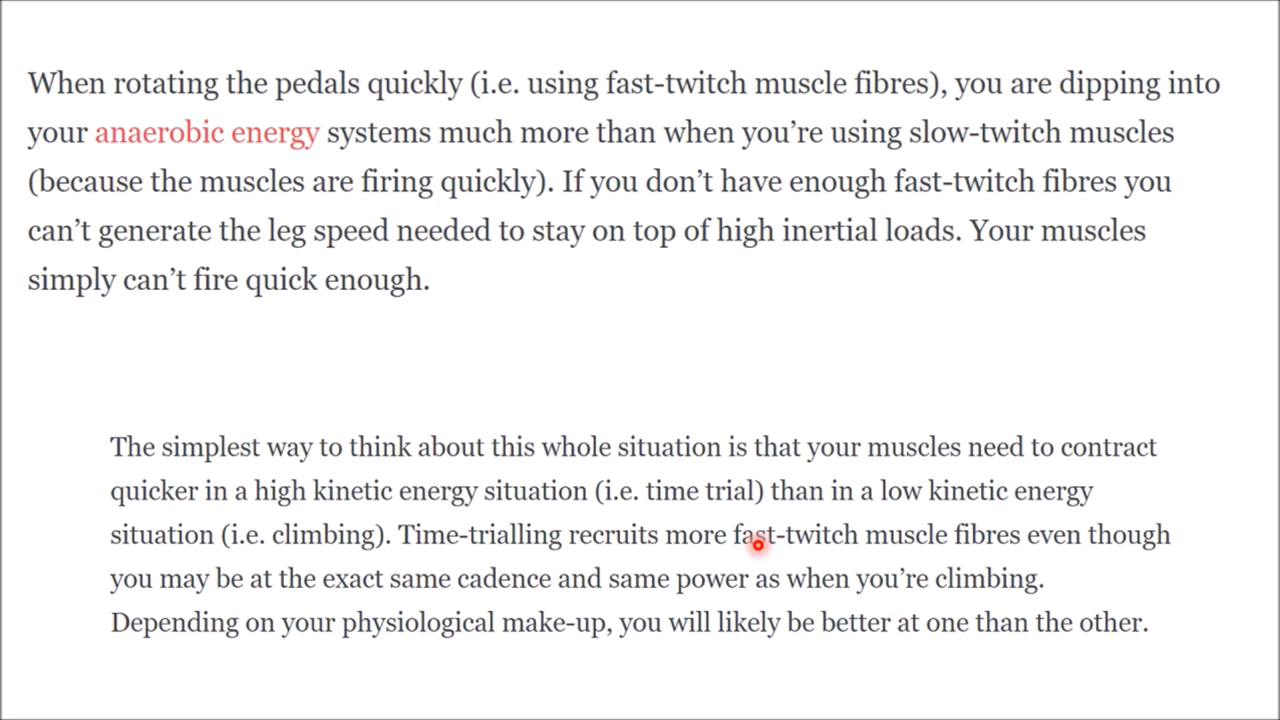 When rotating the pedals quickly (i.e. using fast-twitch muscle fibres), you are dipping into
your anaerobic energy systems much more than when you’re using slow-twitch muscles
(because the muscles are firing quickly). If you don’t have enough fast-twitch fibres you
can’t generate the leg speed needed to stay on top of high inertial loads. Your muscles
simply can’t fire quick enough.
The simplest way to think about this whole situation is that your muscles need to contract
quicker in a high kinetic energy situation (i.e. time trial) than in a low kinetic energy
situation (i.e. climbing). Time-trialling recruits more fast-twitch muscle fibres even though
you may be at the exact same cadence and same power as when you’re climbing.
Depending on your physiological make-up, you will likely be better at one than the other.